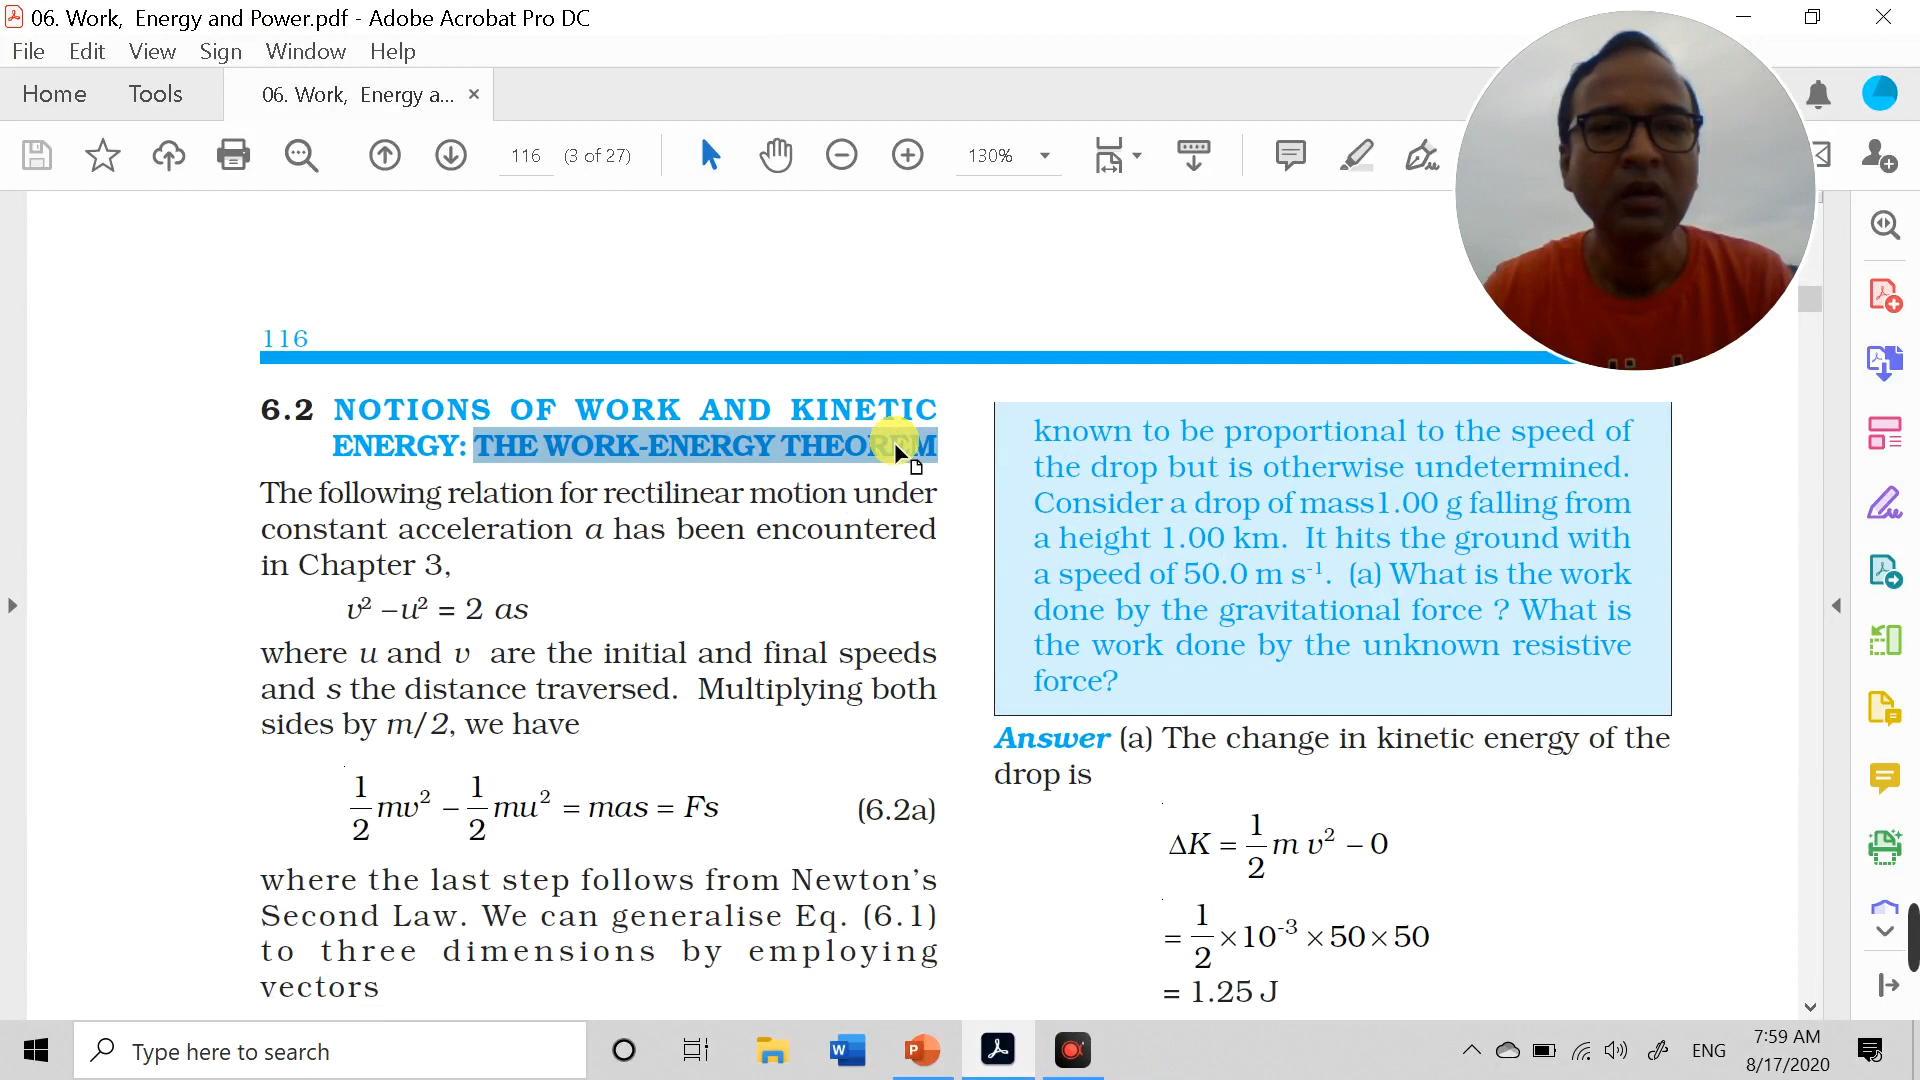 06. Work, Energy and Power.pdf - Adobe Acrobat Pro DC
File Edit View Sign Window Help
Home Tools 06. Work, Energy a... ×
116 (3 of 27) 130%
116
6.2 NOTIONS OF WORK AND KINETIC
ENERGY: THE WORK-ENERGY THEOREM
The following relation for rectilinear motion under
constant acceleration a has been encountered
in Chapter 3,
v² − u² = 2 as
where u and v are the initial and final speeds
and s the distance traversed. Multiplying both
sides by m/2, we have
1/2 mv² − 1/2 mu² = mas = Fs (6.2a)
where the last step follows from Newton's
Second Law. We can generalise Eq. (6.1)
to three dimensions by employing
vectors
known to be proportional to the speed of
the drop but is otherwise undetermined.
Consider a drop of mass1.00 g falling from
a height 1.00 km. It hits the ground with
a speed of 50.0 m s⁻¹. (a) What is the work
done by the gravitational force ? What is
the work done by the unknown resistive
force?
Answer (a) The change in kinetic energy of the
drop is
ΔK = 1/2 m v² − 0
= 1/2 × 10⁻³ × 50 × 50
= 1.25 J
Type here to search
ENG
7:59 AM
8/17/2020